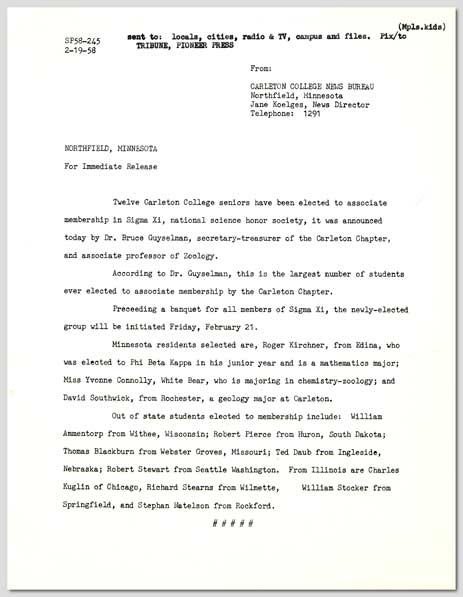 (Mpls.kids)
SF58-245
2-19-58
sent to: locals, cities, radio & TV, campus and files. Pix/to
TRIBUNE, PIONEER PRESS
From:
CARLETON COLLEGE NEWS BUREAU
Northfield, Minnesota
Jane Koelges, News Director
Telephone: 1291
NORTHFIELD, MINNESOTA
For Immediate Release
Twelve Carleton College seniors have been elected to associate
membership in Sigma Xi, national science honor society, it was announced
today by Dr. Bruce Guyselman, secretary-treasurer of the Carleton Chapter,
and associate professor of Zoology.
According to Dr. Guyselman, this is the largest number of students
ever elected to associate membership by the Carleton Chapter.
Preceeding a banquet for all members of Sigma Xi, the newly-elected
group will be initiated Friday, February 21.
Minnesota residents selected are, Roger Kirchner, from Edina, who
was elected to Phi Beta Kappa in his junior year and is a mathematics major;
Miss Yvonne Connolly, White Bear, who is majoring in chemistry-zoology; and
David Southwick, from Rochester, a geology major at Carleton.
Out of state students elected to membership include: William
Ammentorp from Withee, Wisconsin; Robert Pierce from Huron, South Dakota;
Thomas Blackburn from Webster Groves, Missouri; Ted Daub from Ingleside,
Nebraska; Robert Stewart from Seattle Washington. From Illinois are Charles
Kuglin of Chicago, Richard Stearns from Wilmette, William Stocker from
Springfield, and Stephan Matelson from Rockford.
# # # # #